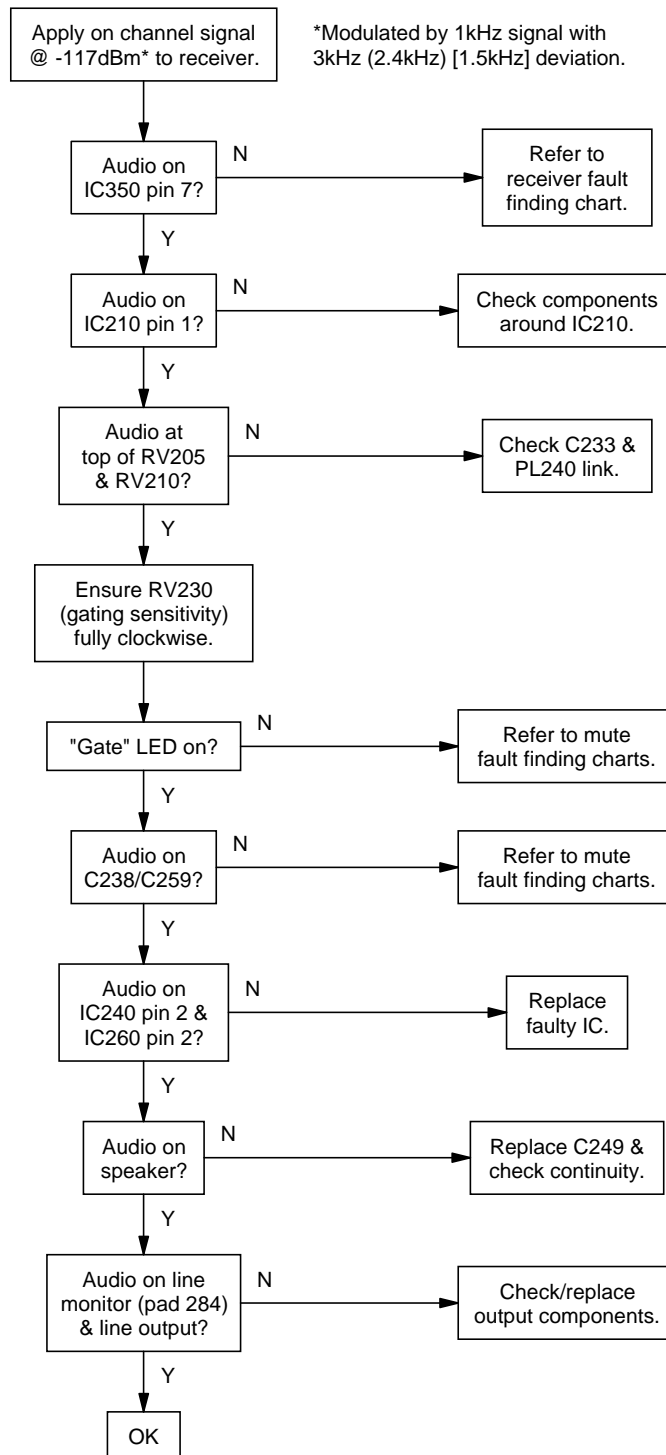 Apply on channel signal
@ -117dBm* to receiver.
*Modulated by 1kHz signal with
3kHz (2.4kHz) [1.5kHz] deviation.
Audio on
IC350 pin 7?
N
Refer to
receiver fault
finding chart.
Y
Audio on
IC210 pin 1?
N
Check components
around IC210.
Y
Audio at
top of RV205
& RV210?
N
Check C233 &
PL240 link.
Y
Ensure RV230
(gating sensitivity)
fully clockwise.
"Gate" LED on?
N
Refer to mute
fault finding charts.
Y
Audio on
C238/C259?
N
Refer to mute
fault finding charts.
Y
Audio on
IC240 pin 2 &
IC260 pin 2?
N
Replace
faulty IC.
Y
Audio on
speaker?
N
Replace C249 &
check continuity.
Y
Audio on line
monitor (pad 284)
& line output?
N
Check/replace
output components.
Y
OK